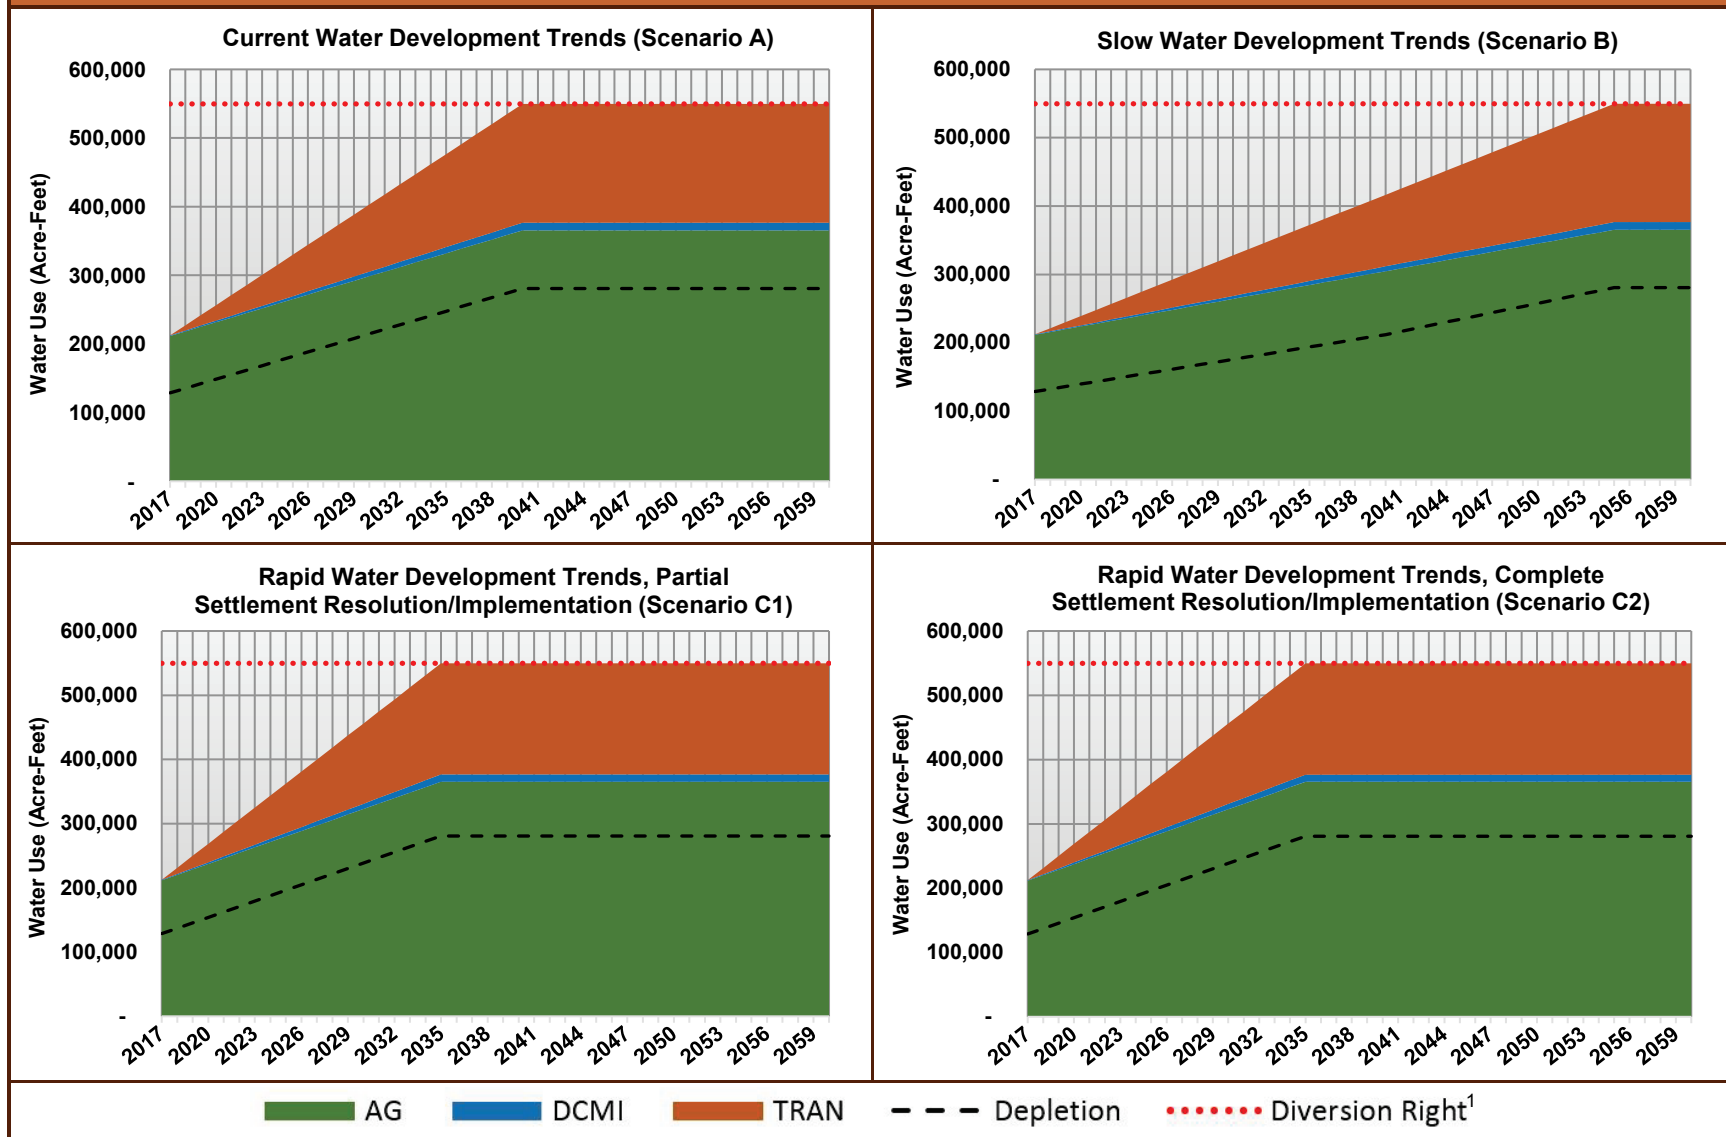 Current Water Development Trends (Scenario A)
Water Use (Acre-Feet)
600,000
500,000
400,000
300,000
200,000
100,000
-
2017 2020 2023 2026 2029 2032 2035 2038 2041 2044 2047 2050 2053 2056 2059
Slow Water Development Trends (Scenario B)
Water Use (Acre-Feet)
600,000
500,000
400,000
300,000
200,000
100,000
-
2017 2020 2023 2026 2029 2032 2035 2038 2041 2044 2047 2050 2053 2056 2059
Rapid Water Development Trends, Partial
Settlement Resolution/Implementation (Scenario C1)
Water Use (Acre-Feet)
600,000
500,000
400,000
300,000
200,000
100,000
-
2017 2020 2023 2026 2029 2032 2035 2038 2041 2044 2047 2050 2053 2056 2059
Rapid Water Development Trends, Complete
Settlement Resolution/Implementation (Scenario C2)
Water Use (Acre-Feet)
600,000
500,000
400,000
300,000
200,000
100,000
-
2017 2020 2023 2026 2029 2032 2035 2038 2041 2044 2047 2050 2053 2056 2059
AG DCMI TRAN Depletion Diversion Right¹